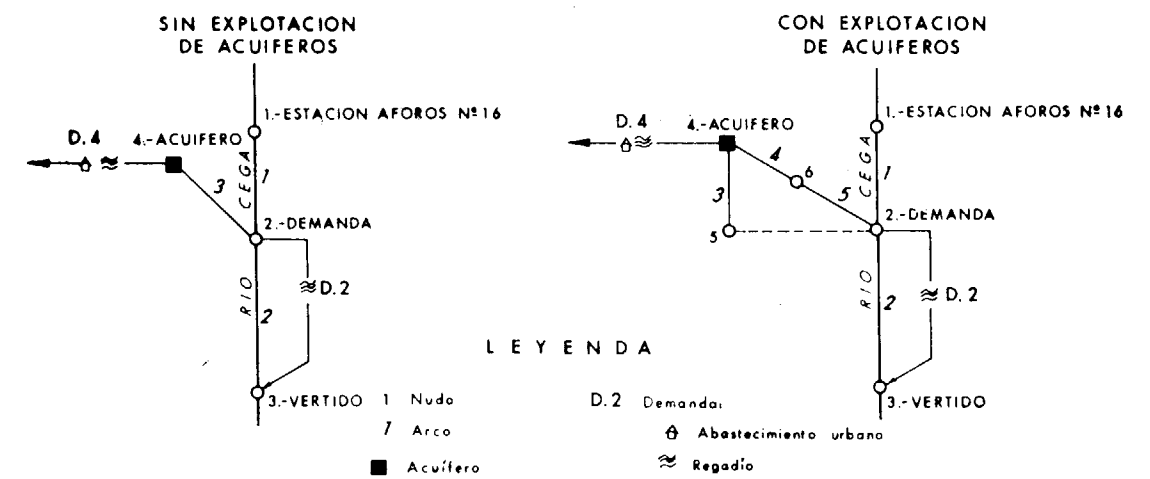 SIN EXPLOTACION
DE ACUIFEROS
1.-ESTACION AFOROS Nº16
D.4
4.-ACUIFERO
3
CEGA
1
2.-DEMANDA
RIO
D.2
2
3.-VERTIDO
CON EXPLOTACION
DE ACUIFEROS
1.-ESTACION AFOROS Nº16
D.4
4.-ACUIFERO
4
6
3
5
CEGA
1
2.-DEMANDA
5
RIO
D.2
2
3.-VERTIDO
LEYENDA
1 Nudo
1 Arco
Acuífero
D.2 Demanda:
Abastecimiento urbano
Regadío